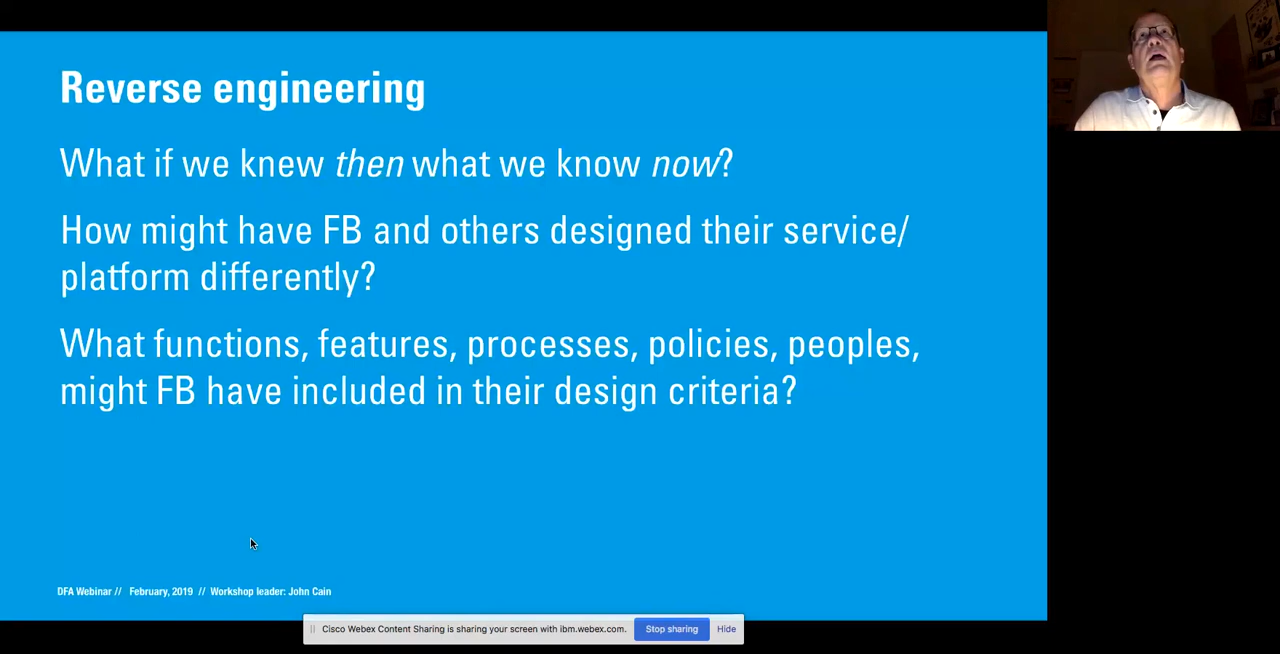 Reverse engineering
What if we knew then what we know now?
How might have FB and others designed their service/
platform differently?
What functions, features, processes, policies, peoples,
might FB have included in their design criteria?
DFA Webinar // February, 2019 // Workshop leader: John Cain
Cisco Webex Content Sharing is sharing your screen with ibm.webex.com. Stop sharing Hide